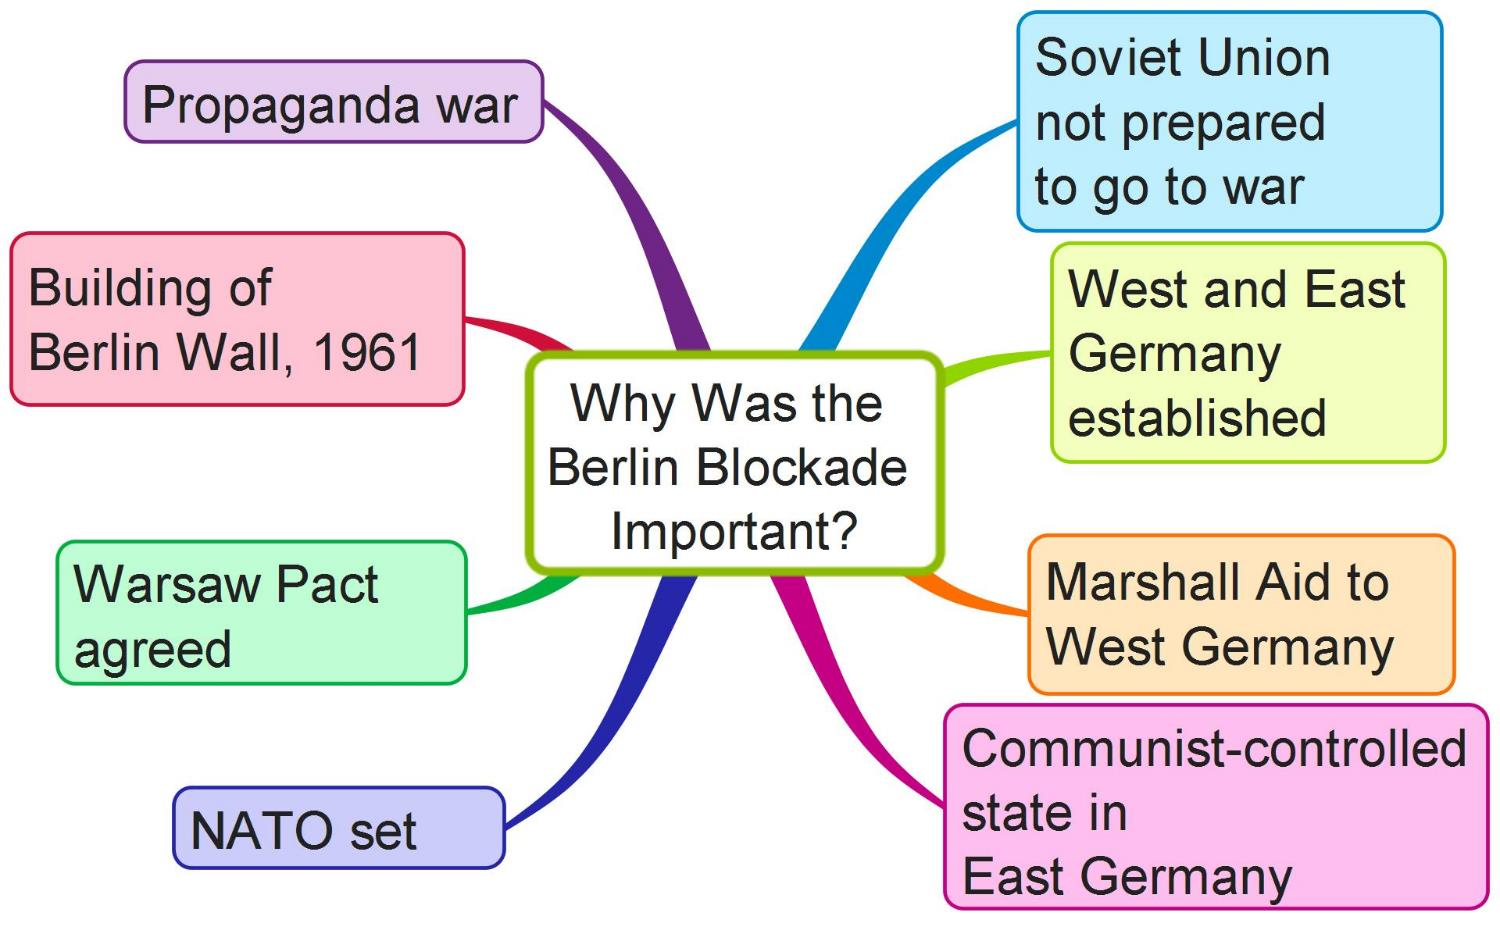 Why Was the
Berlin Blockade
Important?
Soviet Union
not prepared
to go to war
West and East
Germany
established
Marshall Aid to
West Germany
Communist-controlled
state in
East Germany
NATO set
Warsaw Pact
agreed
Building of
Berlin Wall, 1961
Propaganda war